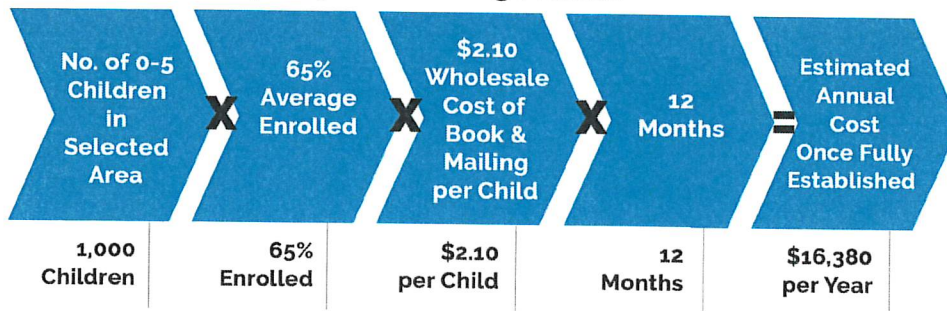 No. of 0-5
Children
in
Selected
Area
X
65%
Average
Enrolled
X
$2.10
Wholesale
Cost of
Book &
Mailing
per Child
X
12
Months
=
Estimated
Annual
Cost
Once Fully
Established
1,000
Children
65%
Enrolled
$2.10
per Child
12
Months
$16,380
per Year